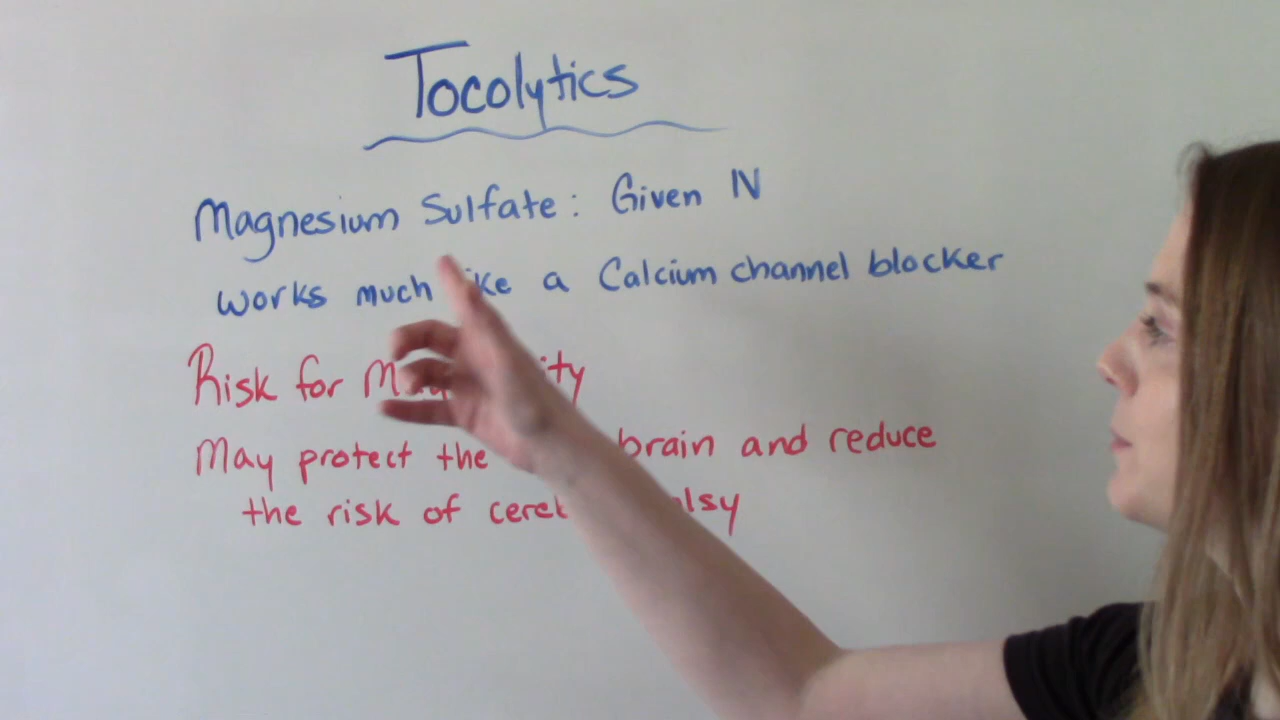 Tocolytics
Magnesium Sulfate: Given IV
works much like a Calcium channel blocker
Risk for
May protect the brain and reduce
the risk of